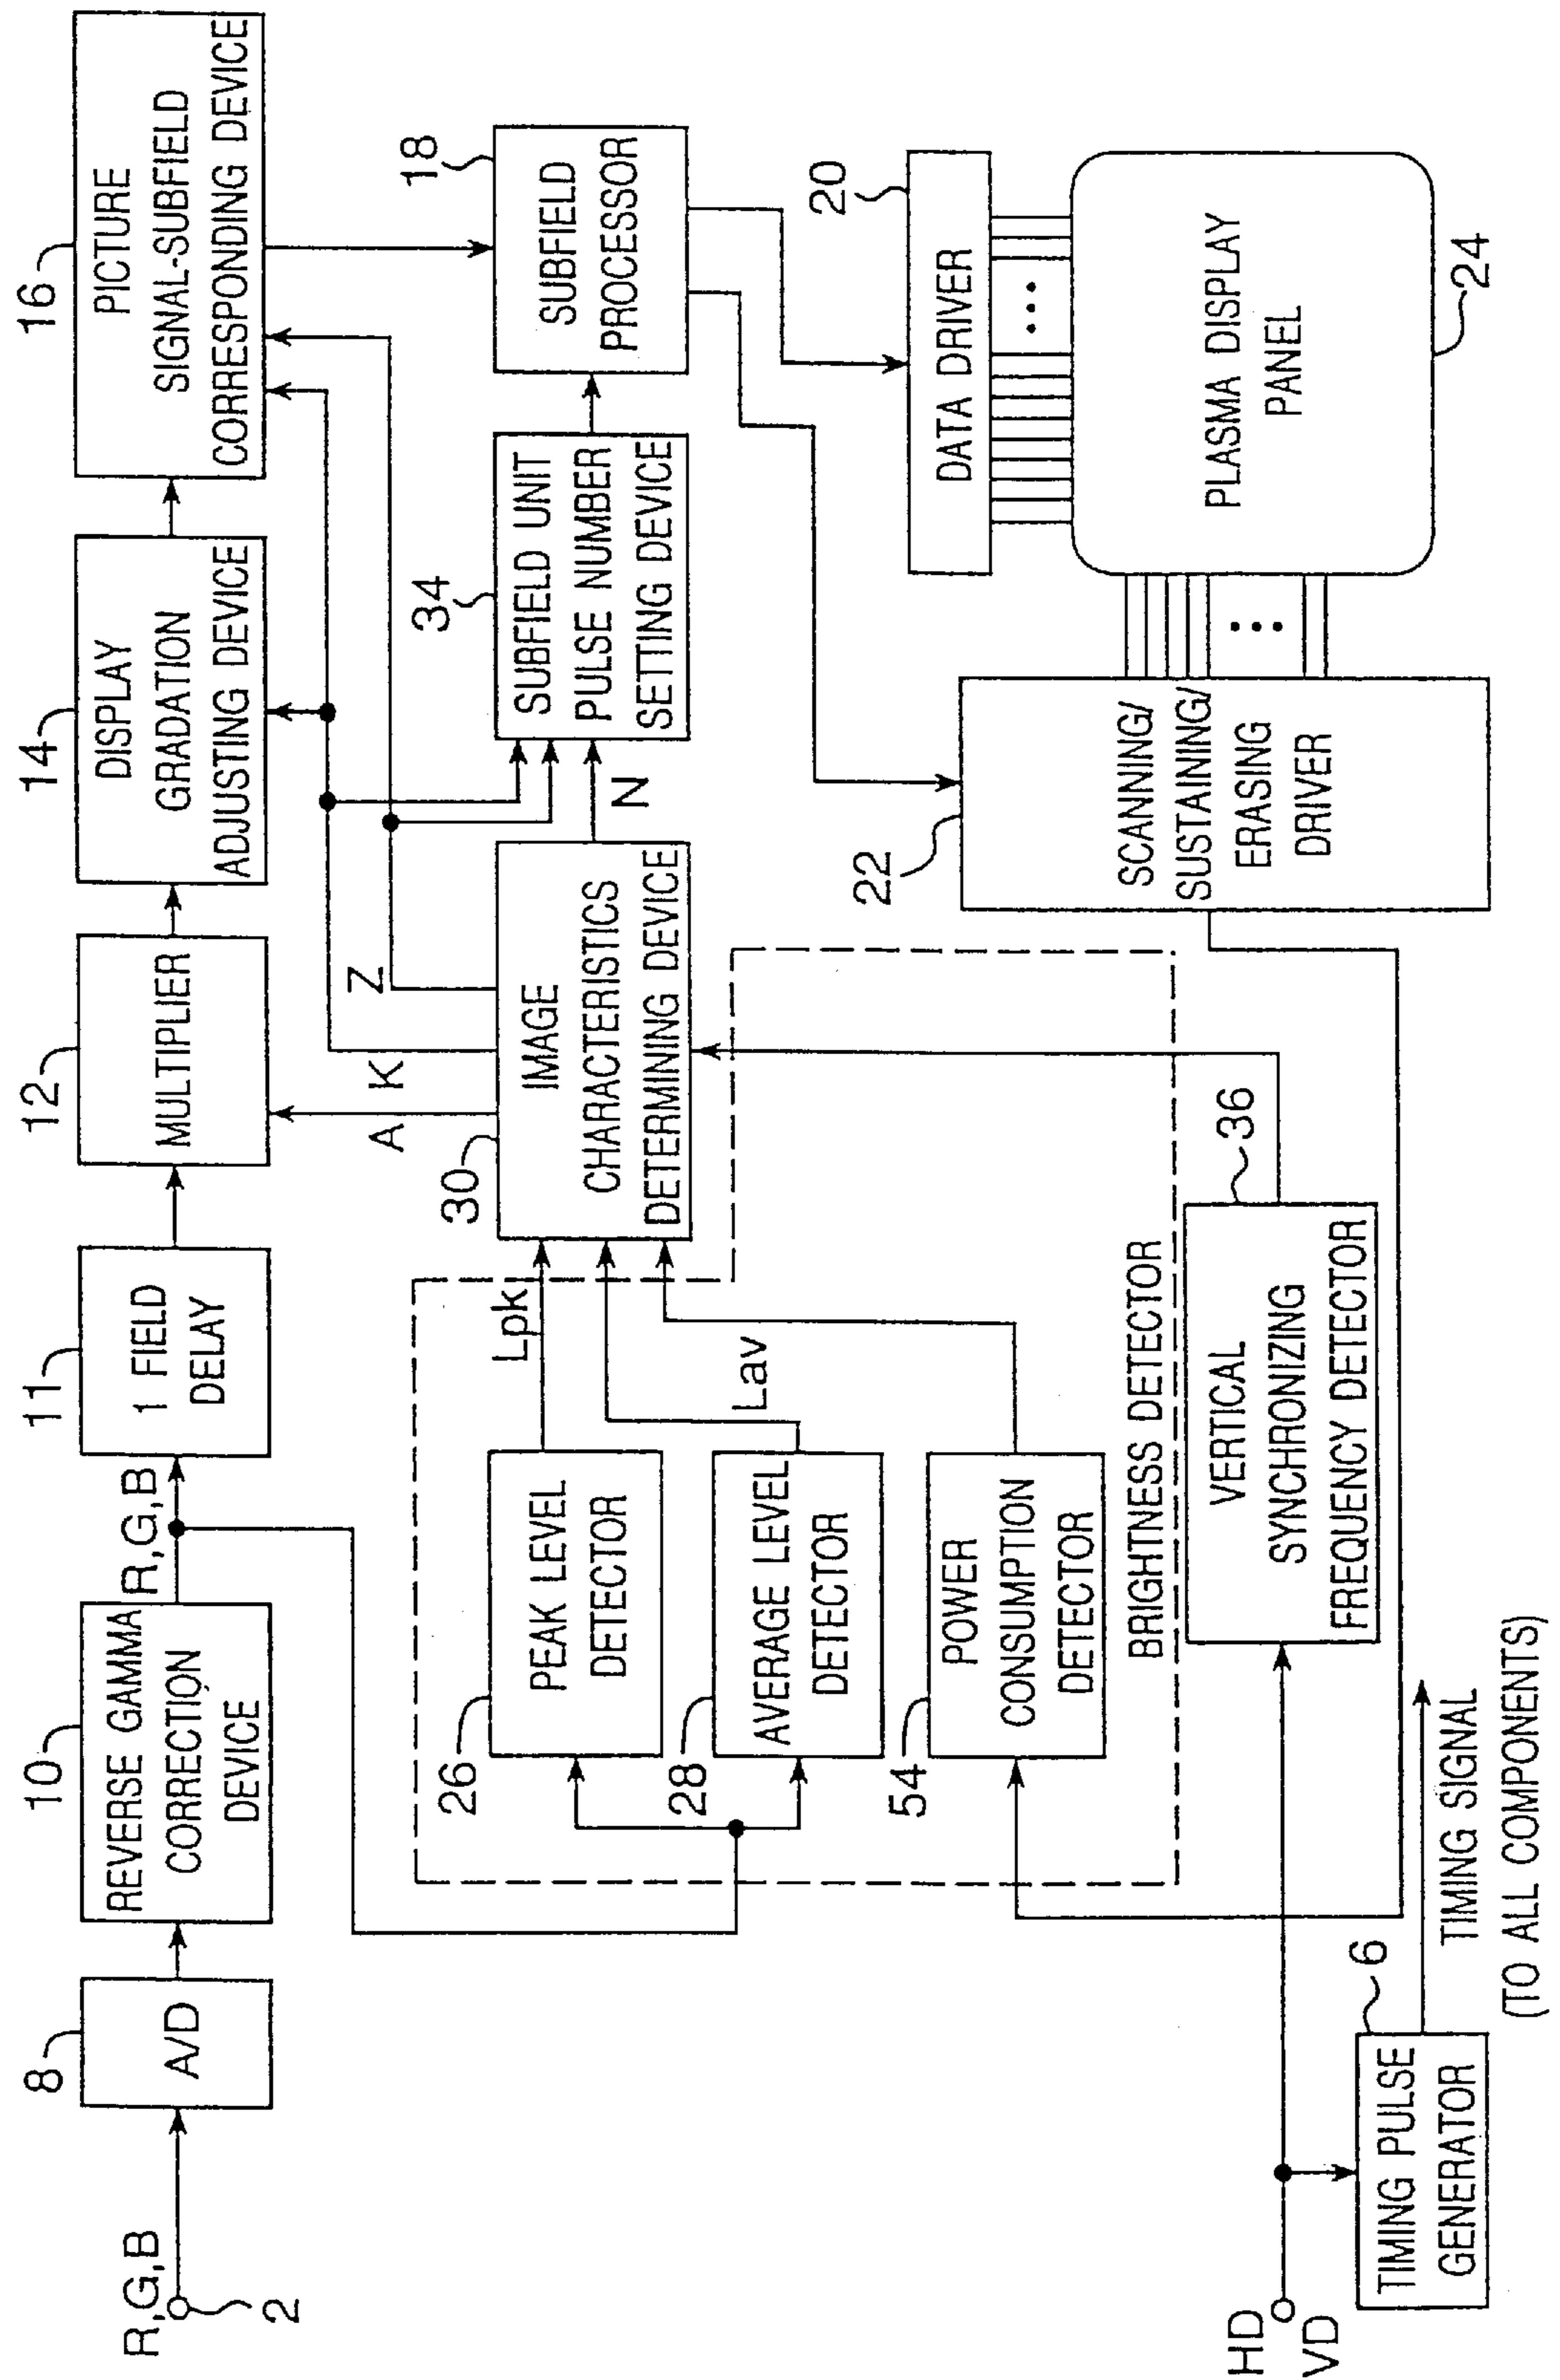 R,G,B
2
8
A/D
10
REVERSE GAMMA
CORRECTION
DEVICE
R,G,B
11
1 FIELD
DELAY
12
MULTIPLIER
14
DISPLAY
GRADATION
ADJUSTING DEVICE
16
PICTURE
SIGNAL-SUBFIELD
CORRESPONDING DEVICE
A
K
Z
26
PEAK LEVEL
DETECTOR
Lpk
28
AVERAGE LEVEL
DETECTOR
Lav
54
POWER
CONSUMPTION
DETECTOR
BRIGHTNESS DETECTOR
30
IMAGE
CHARACTERISTICS
DETERMINING DEVICE
N
34
SUBFIELD UNIT
PULSE NUMBER
SETTING DEVICE
18
SUBFIELD
PROCESSOR
20
DATA DRIVER
22
SCANNING/
SUSTAINING/
ERASING
DRIVER
PLASMA DISPLAY
PANEL
24
36
VERTICAL
SYNCHRONIZING
FREQUENCY DETECTOR
HD
VD
6
TIMING PULSE
GENERATOR
TIMING SIGNAL
(TO ALL COMPONENTS)